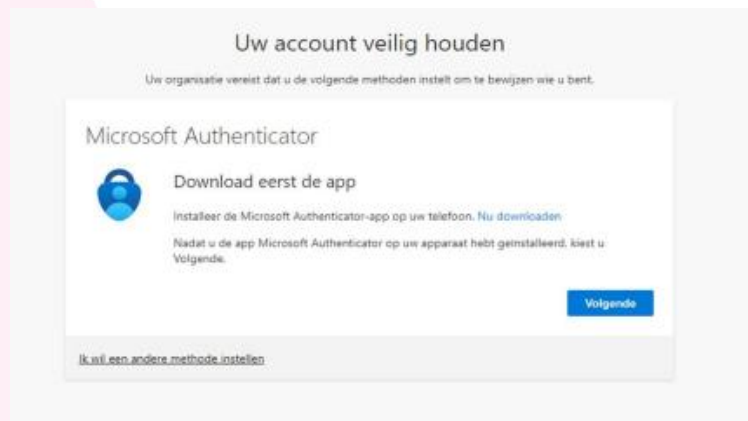 Uw account veilig houden
Uw organisatie vereist dat u de volgende methoden instelt om te bewijzen wie u bent.
Microsoft Authenticator
Download eerst de app
Installeer de Microsoft Authenticator-app op uw telefoon. Nu downloaden
Nadat u de app Microsoft Authenticator op uw apparaat hebt geïnstalleerd, kiest u
Volgende.
Volgende
Ik wil een andere methode instellen